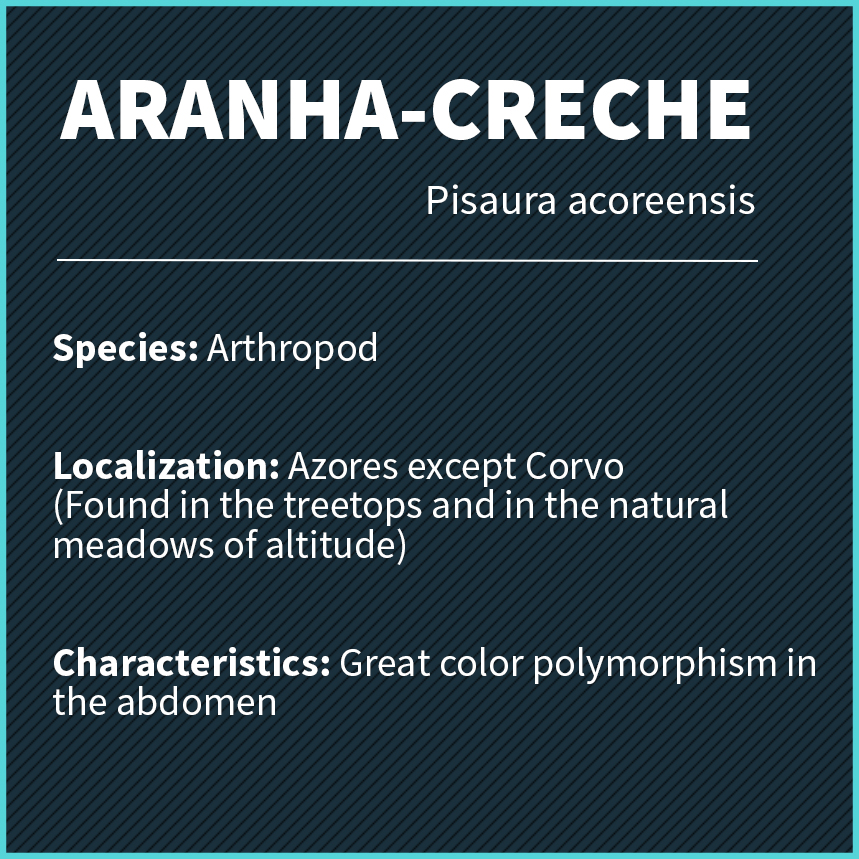 ARANHA-CRECHE
Pisaura acoreensis
Species: Arthropod
Localization: Azores except Corvo
(Found in the treetops and in the natural
meadows of altitude)
Characteristics: Great color polymorphism in
the abdomen